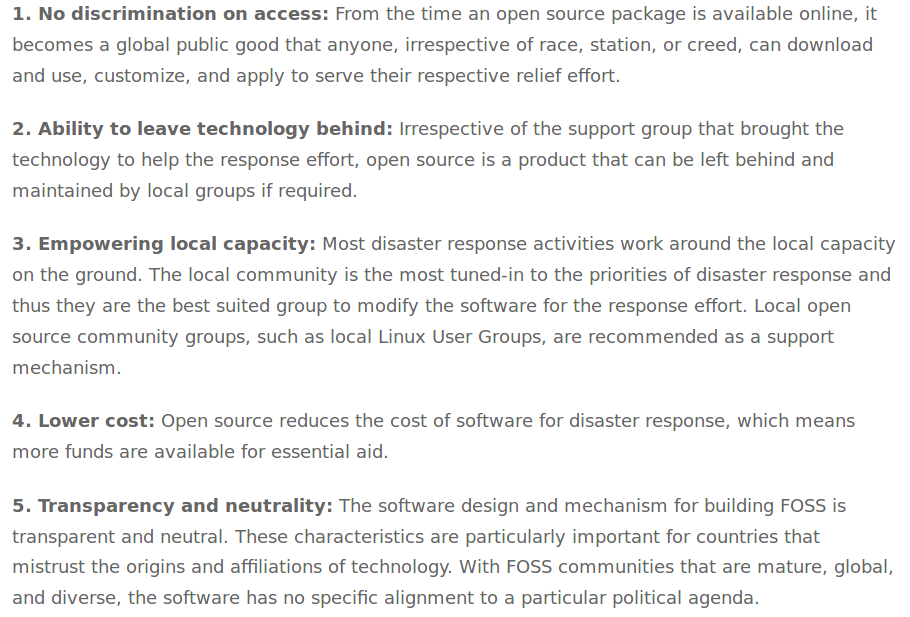 1. No discrimination on access: From the time an open source package is available online, it
becomes a global public good that anyone, irrespective of race, station, or creed, can download
and use, customize, and apply to serve their respective relief effort.
2. Ability to leave technology behind: Irrespective of the support group that brought the
technology to help the response effort, open source is a product that can be left behind and
maintained by local groups if required.
3. Empowering local capacity: Most disaster response activities work around the local capacity
on the ground. The local community is the most tuned-in to the priorities of disaster response and
thus they are the best suited group to modify the software for the response effort. Local open
source community groups, such as local Linux User Groups, are recommended as a support
mechanism.
4. Lower cost: Open source reduces the cost of software for disaster response, which means
more funds are available for essential aid.
5. Transparency and neutrality: The software design and mechanism for building FOSS is
transparent and neutral. These characteristics are particularly important for countries that
mistrust the origins and affiliations of technology. With FOSS communities that are mature, global,
and diverse, the software has no specific alignment to a particular political agenda.